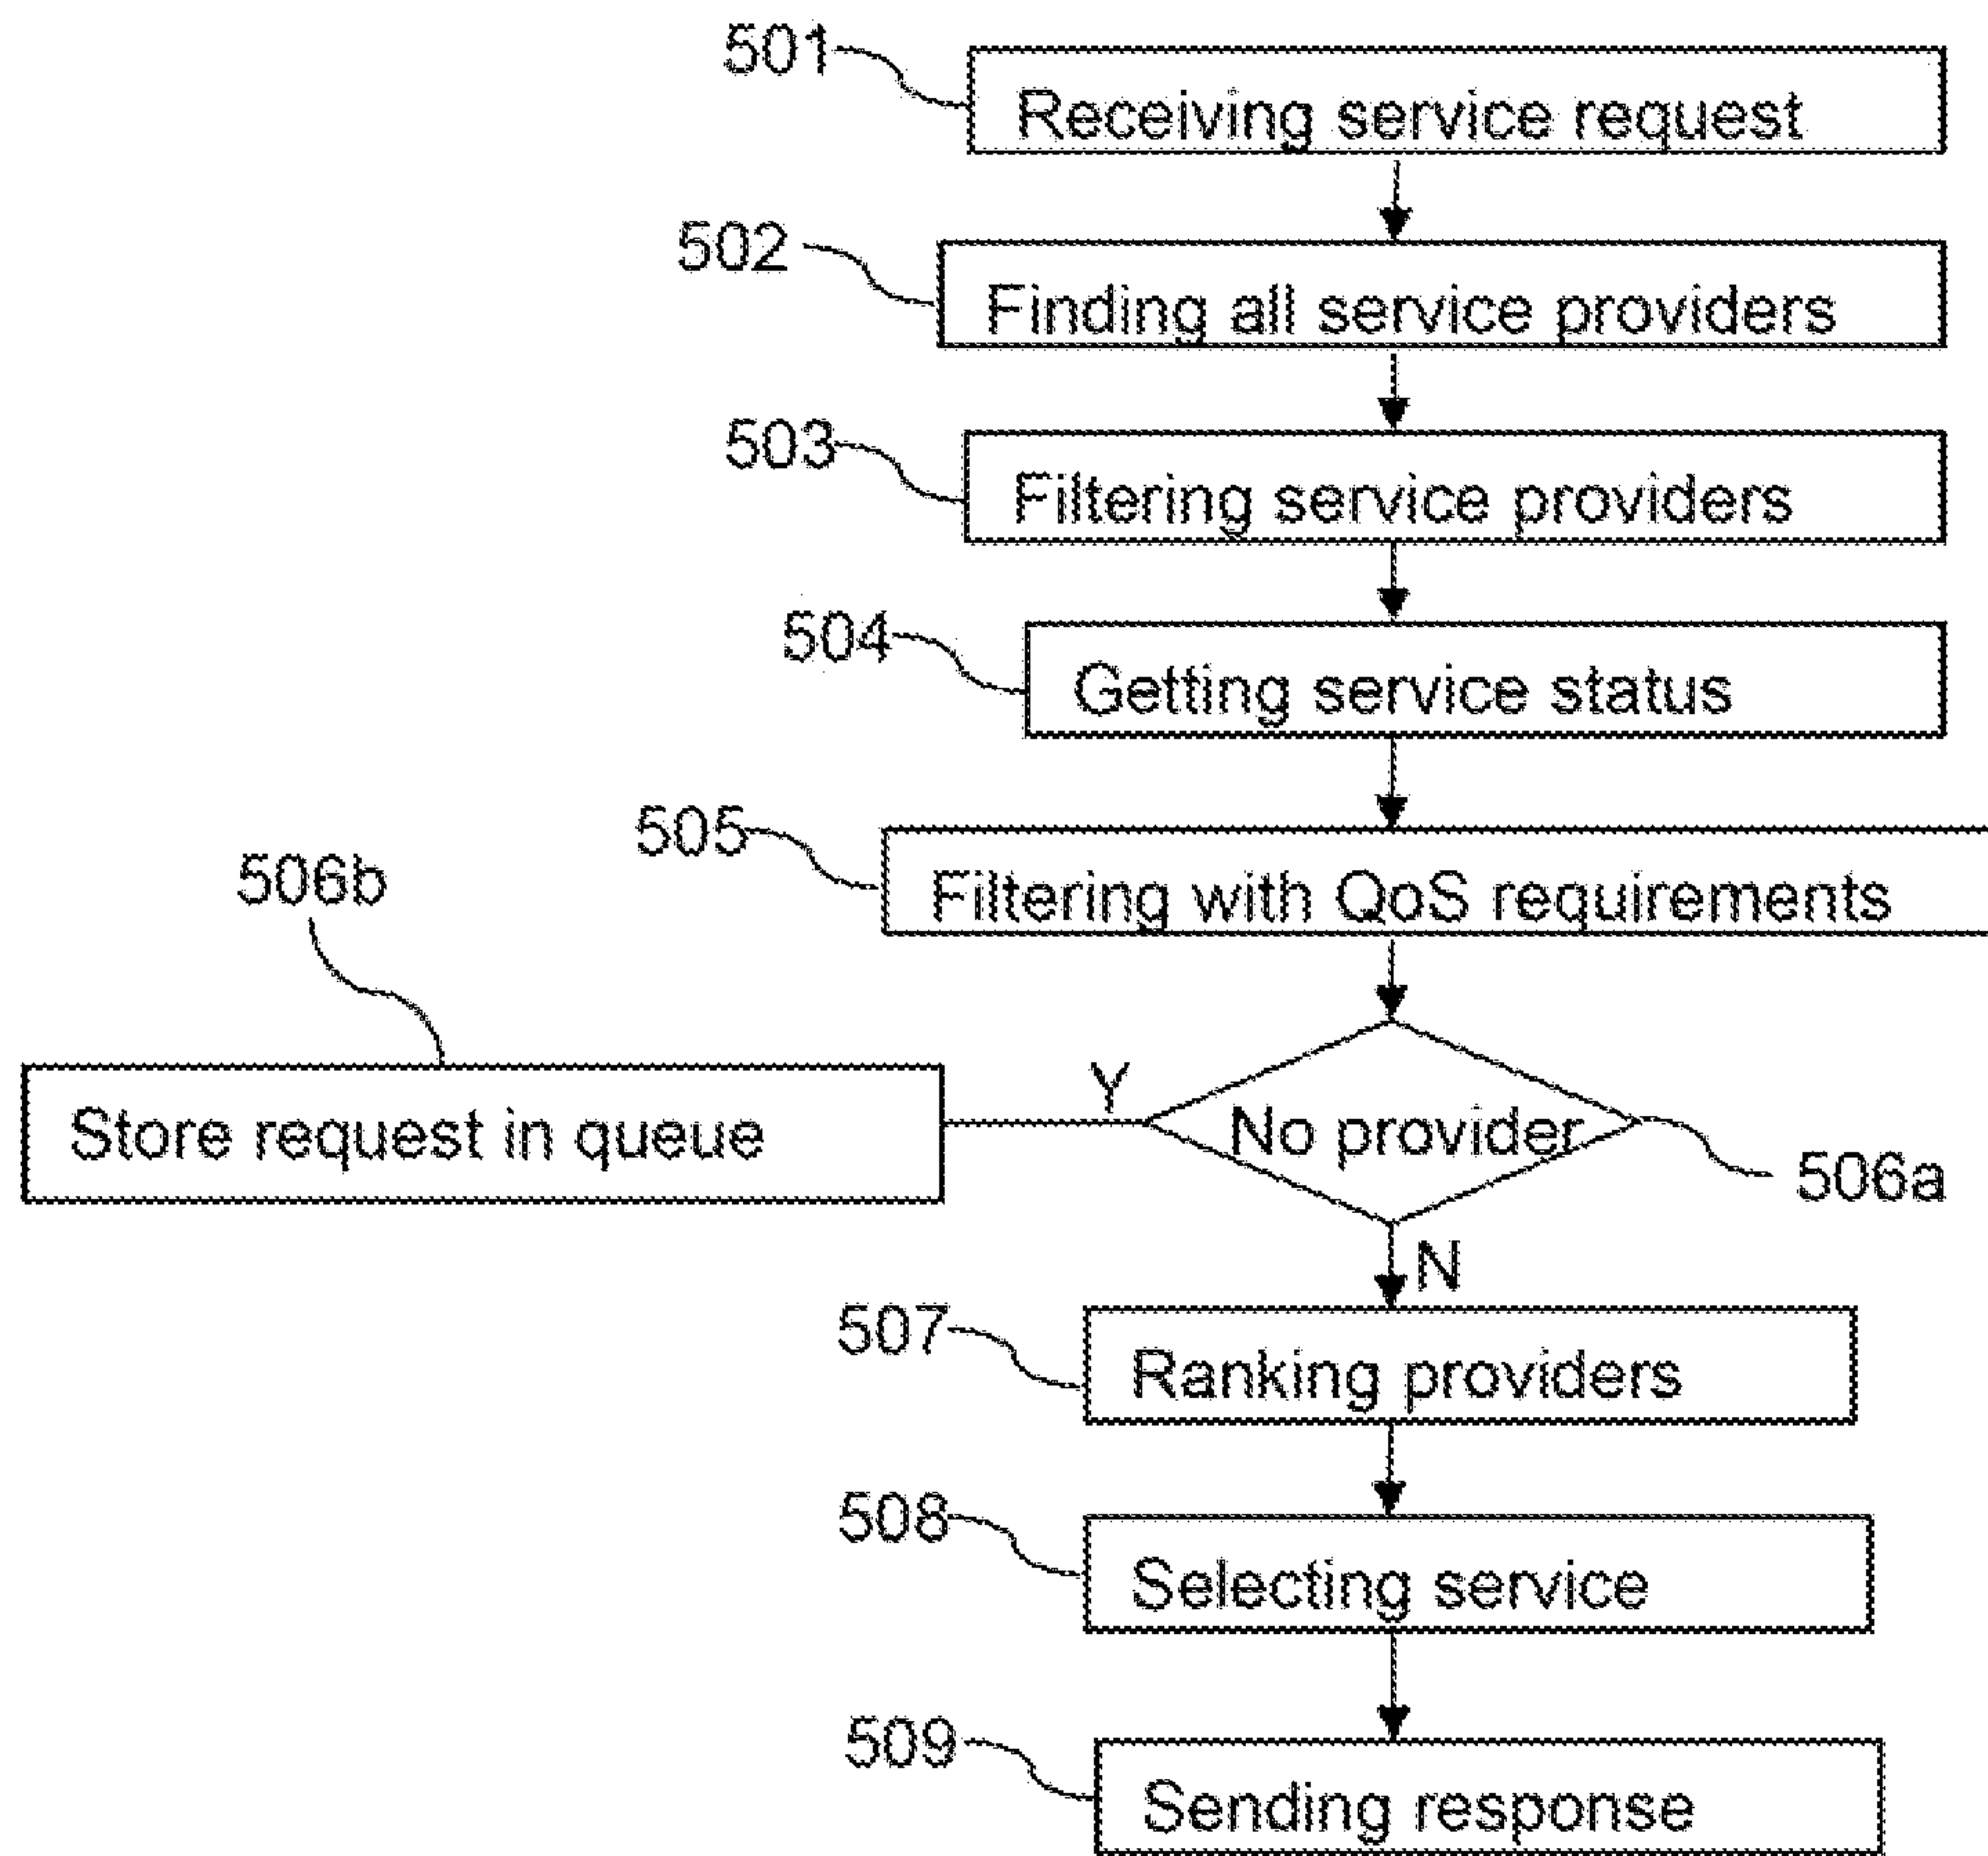 501
Receiving service request
502
Finding all service providers
503
Filtering service providers
504
Getting service status
505
Filtering with QoS requirements
506b
Store request in queue
Y
No provider
506a
N
507
Ranking providers
508
Selecting service
509
Sending response